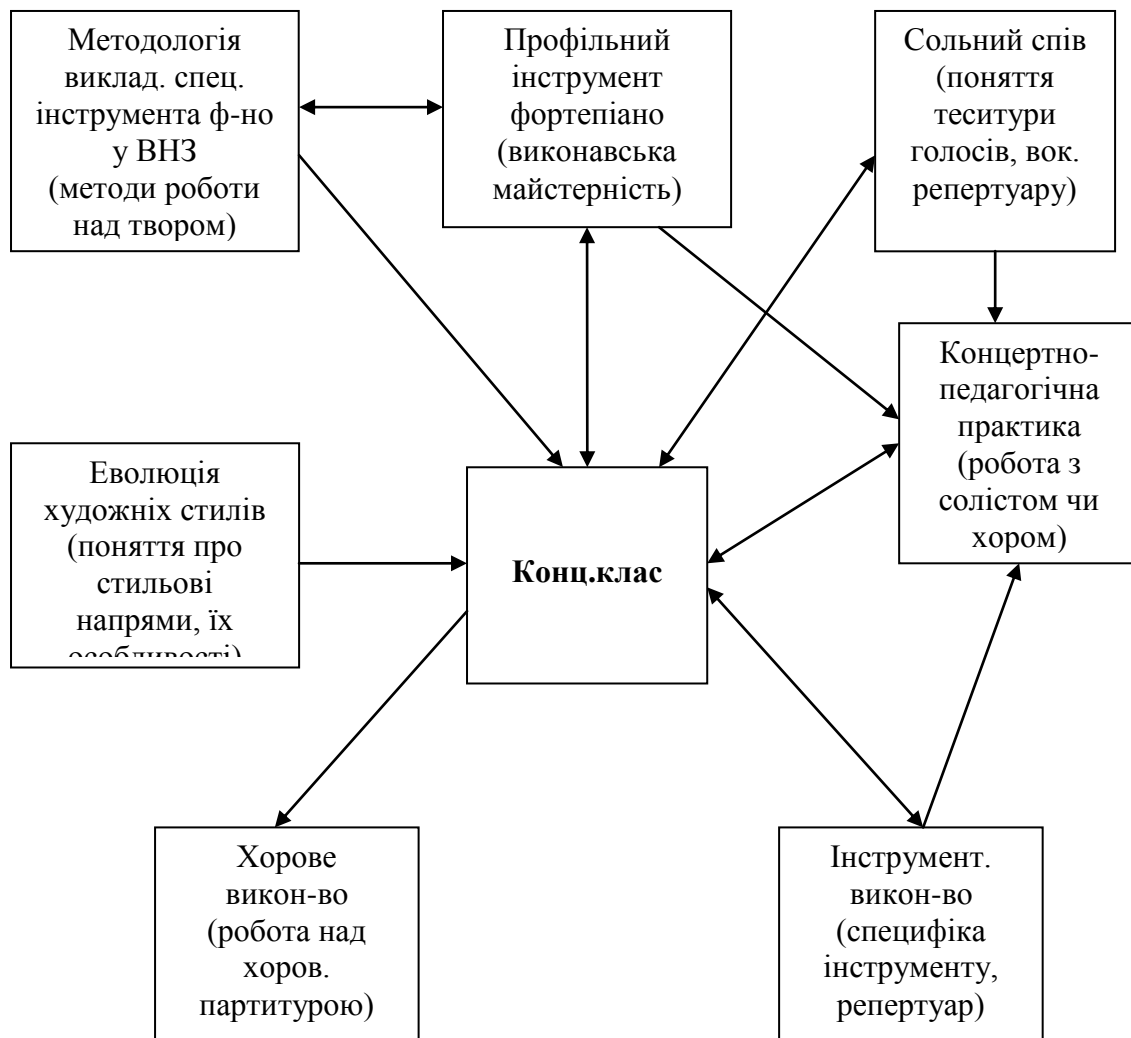 Методологія
виклад. спец.
інструмента ф-но
у ВНЗ
(методи роботи
над твором)
Профільний
інструмент
фортепіано
(виконавська
майстерність)
Сольний спів
(поняття
теситури
голосів, вок.
репертуару)
Концертно-
педагогічна
практика
(робота з
солістом чи
хором)
Еволюція
художніх стилів
(поняття про
стильові
напрями, їх
особливості)
Конц.клас
Хорове
викон-во
(робота над
хоров.
партитурою)
Інструмент.
викон-во
(специфіка
інструменту,
репертуар)